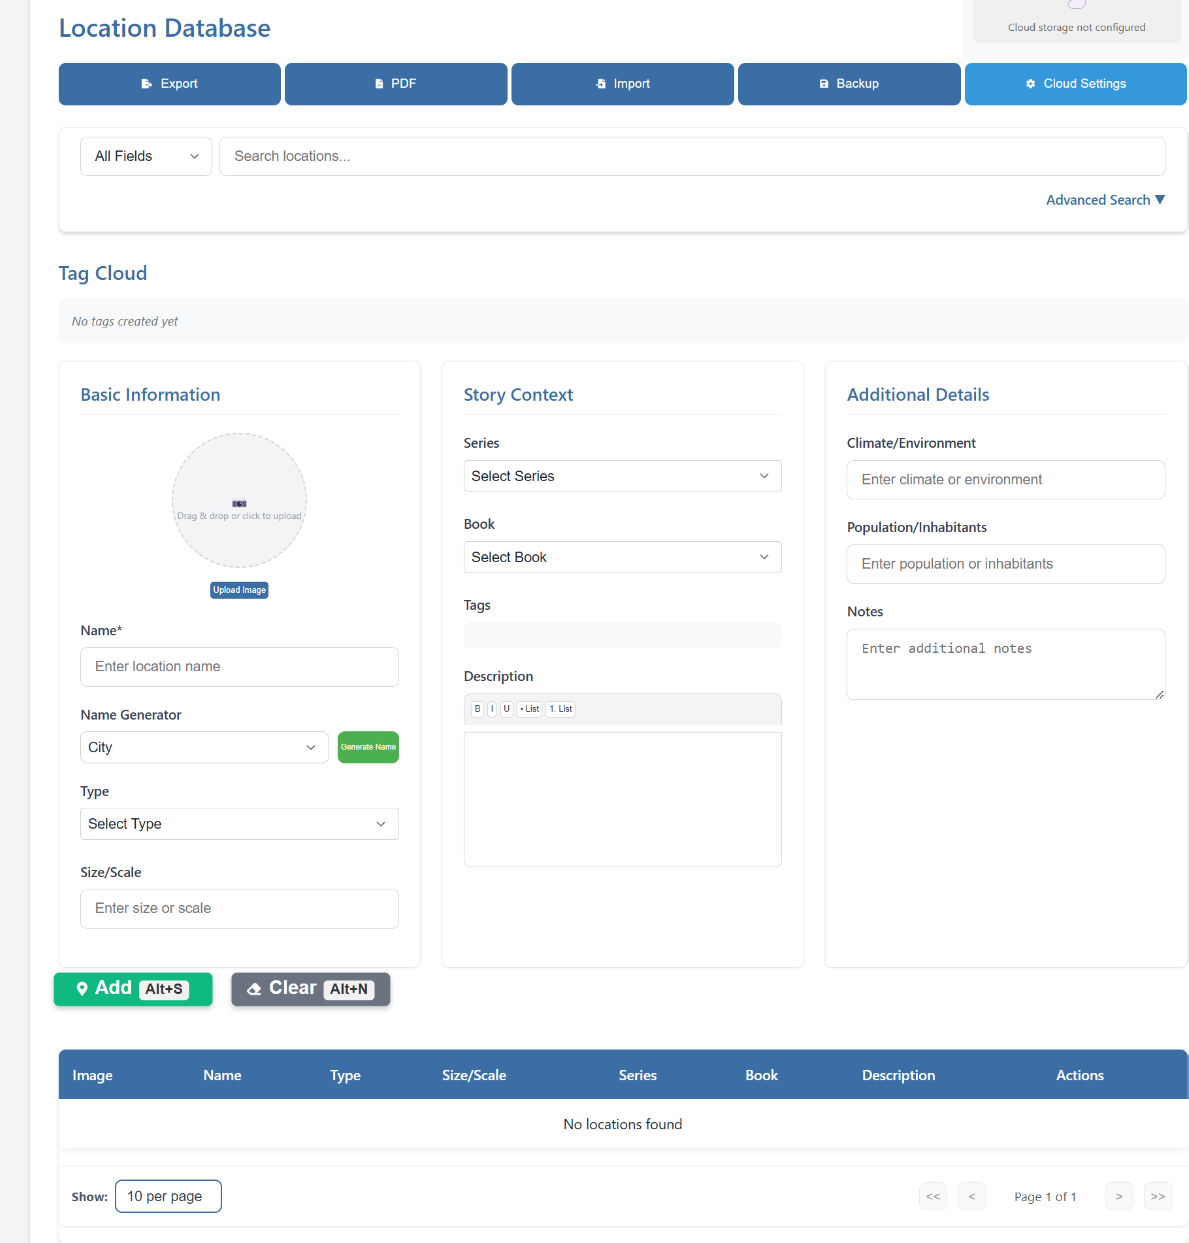 Location Database
Cloud storage not configured
Export
PDF
Import
Backup
Cloud Settings
All Fields
Search locations...
Advanced Search ▼
Tag Cloud
No tags created yet
Basic Information
Drag & drop or click to upload
Upload Image
Name*
Enter location name
Name Generator
City
Generate Name
Type
Select Type
Size/Scale
Enter size or scale
Story Context
Series
Select Series
Book
Select Book
Tags
Description
B I U • List 1. List
Additional Details
Climate/Environment
Enter climate or environment
Population/Inhabitants
Enter population or inhabitants
Notes
Enter additional notes
Add Alt+S
Clear Alt+N
Image Name Type Size/Scale Series Book Description Actions
No locations found
Show: 10 per page
<< < Page 1 of 1 > >>